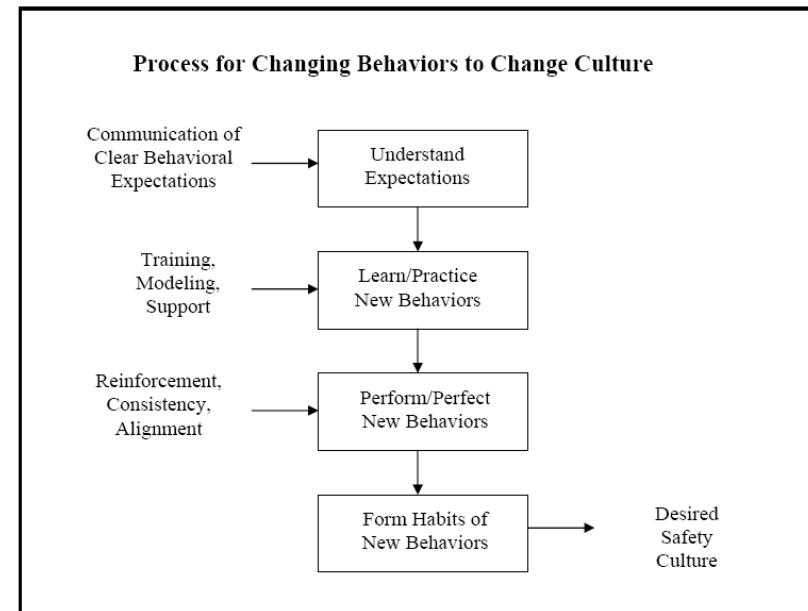 Process for Changing Behaviors to Change Culture
Communication of
Clear Behavioral
Expectations
Understand
Expectations
Training,
Modeling,
Support
Learn/Practice
New Behaviors
Reinforcement,
Consistency,
Alignment
Perform/Perfect
New Behaviors
Form Habits of
New Behaviors
Desired
Safety
Culture